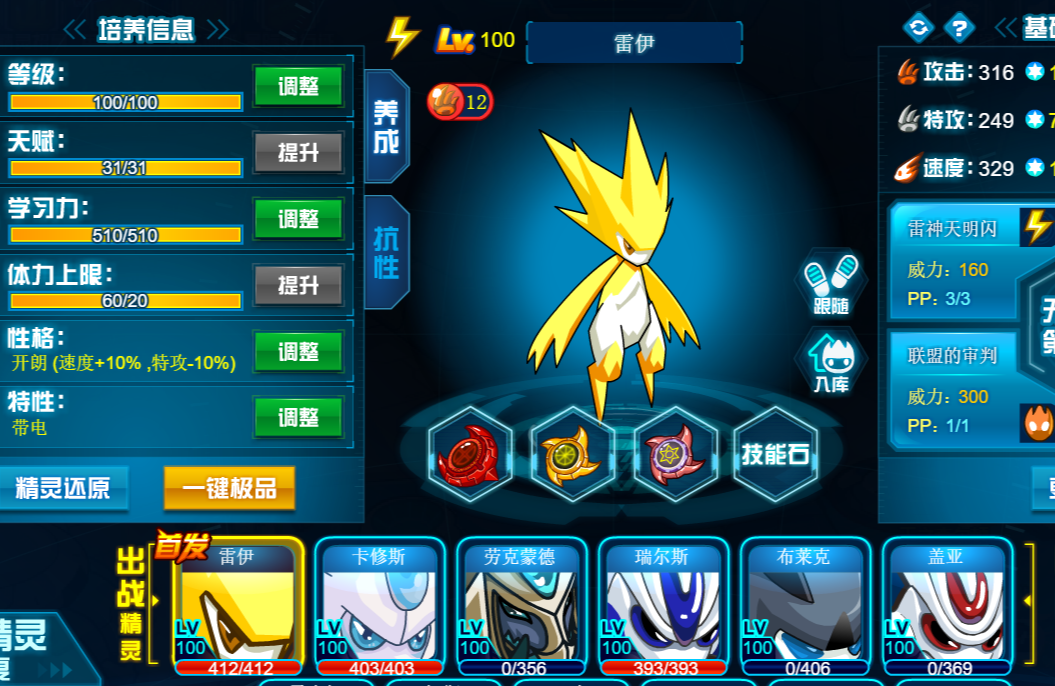 培养信息
等级：
100/100
调整
天赋：
31/31
提升
学习力：
510/510
调整
体力上限：
60/20
提升
性格：
开朗 (速度+10% ,特攻-10%)
调整
特性：
带电
调整
精灵还原
一键极品
养成
抗性
Lv. 100
雷伊
12
跟随
入库
技能石
?
基础
攻击：316
特攻：249
速度：329
雷神天明闪
威力：160
PP：3/3
联盟的审判
威力：300
PP：1/1
出战精灵
首发
雷伊
LV
100
412/412
卡修斯
LV
100
403/403
劳克蒙德
LV
100
0/356
瑞尔斯
LV
100
393/393
布莱克
LV
100
0/406
盖亚
LV
100
0/369
精灵